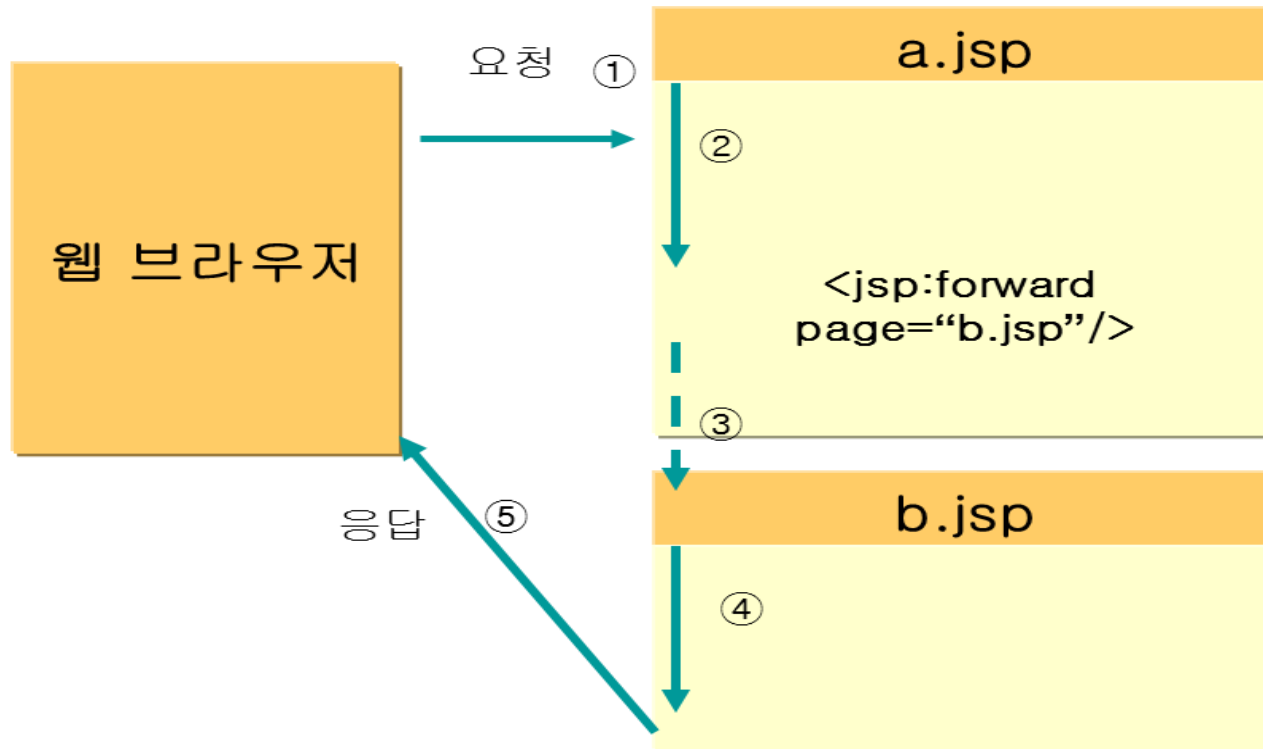 요청 ①
a.jsp
②
웹 브라우저
<jsp:forward
page=“b.jsp”/>
③
b.jsp
응답 ⑤
④